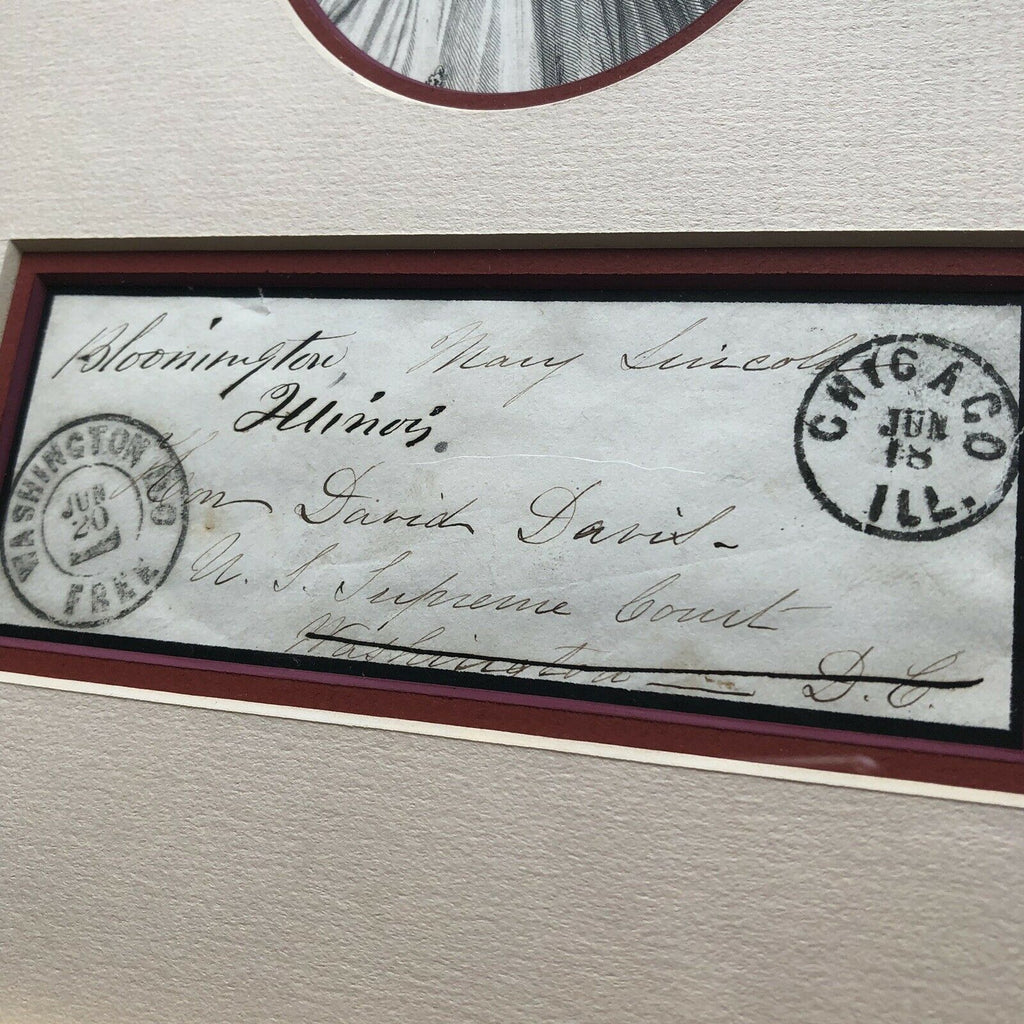 Bloomington, Mary Lincoln
Illinois.
CHICAGO
JUN
18
ILL.
WASHINGTON
JUN
20
FREE
Hon David Davis-
U. S. Supreme Court
Washington D. C.